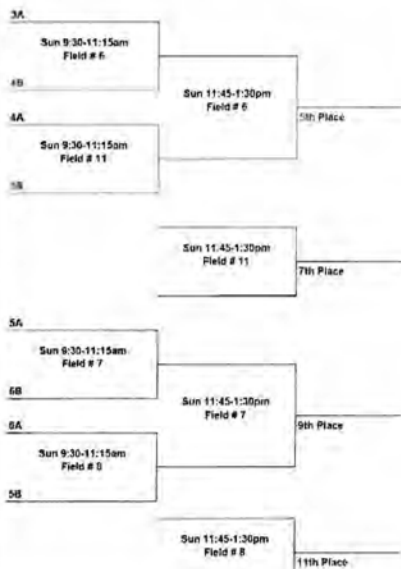 3A
Sun 9:30-11:15am
Field # 6
4B
Sun 11:45-1:30pm
Field # 6
5th Place
4A
Sun 9:30-11:15am
Field # 11
Sun 11:45-1:30pm
Field # 11
7th Place
5A
Sun 9:30-11:15am
Field # 7
6B
Sun 11:45-1:30pm
Field # 7
9th Place
6A
Sun 9:30-11:15am
Field # 8
5B
Sun 11:45-1:30pm
Field # 8
11th Place